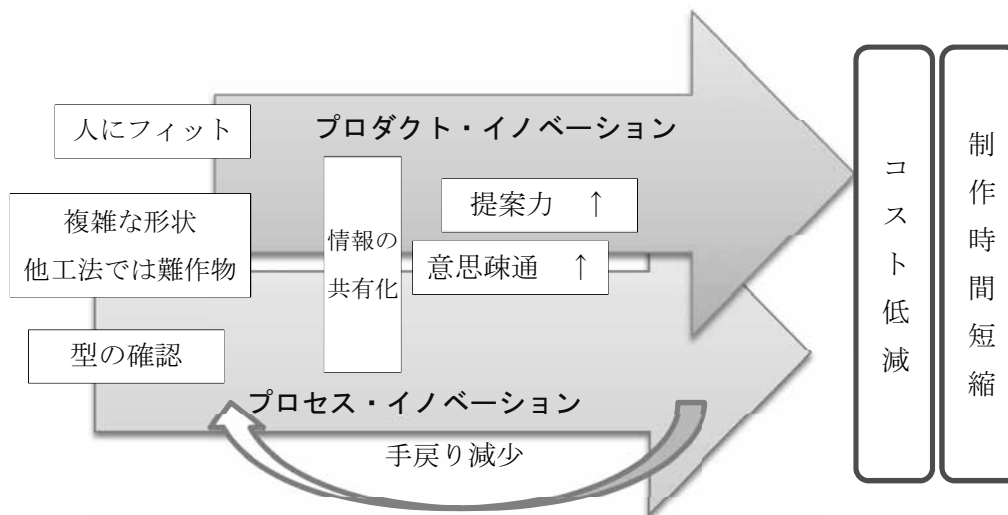 人にフィット
プロダクト・イノベーション
複雑な形状
他工法では難作物
提案力 ↑
情報の
共有化
意思疎通 ↑
型の確認
プロセス・イノベーション
手戻り減少
コスト低減
制作時間短縮